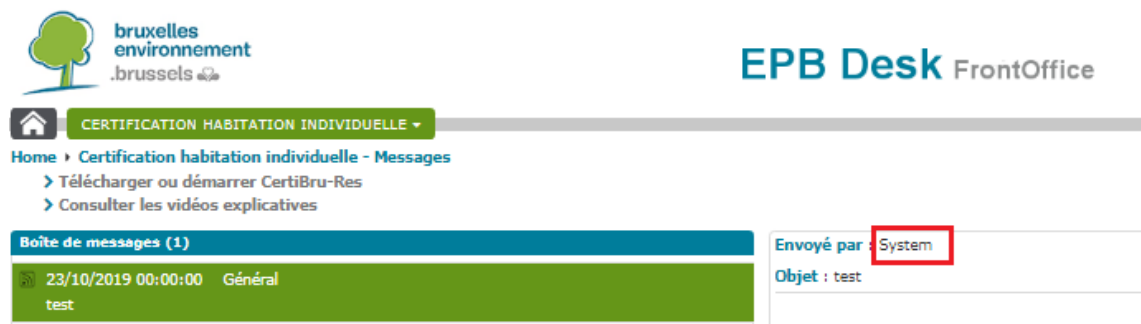 bruxelles
environnement
.brussels
EPB Desk FrontOffice
CERTIFICATION HABITATION INDIVIDUELLE
Home Certification habitation individuelle - Messages
Télécharger ou démarrer CertiBru-Res
Consulter les vidéos explicatives
Boîte de messages (1)
23/10/2019 00:00:00 Général
test
Envoyé par : System
Objet : test